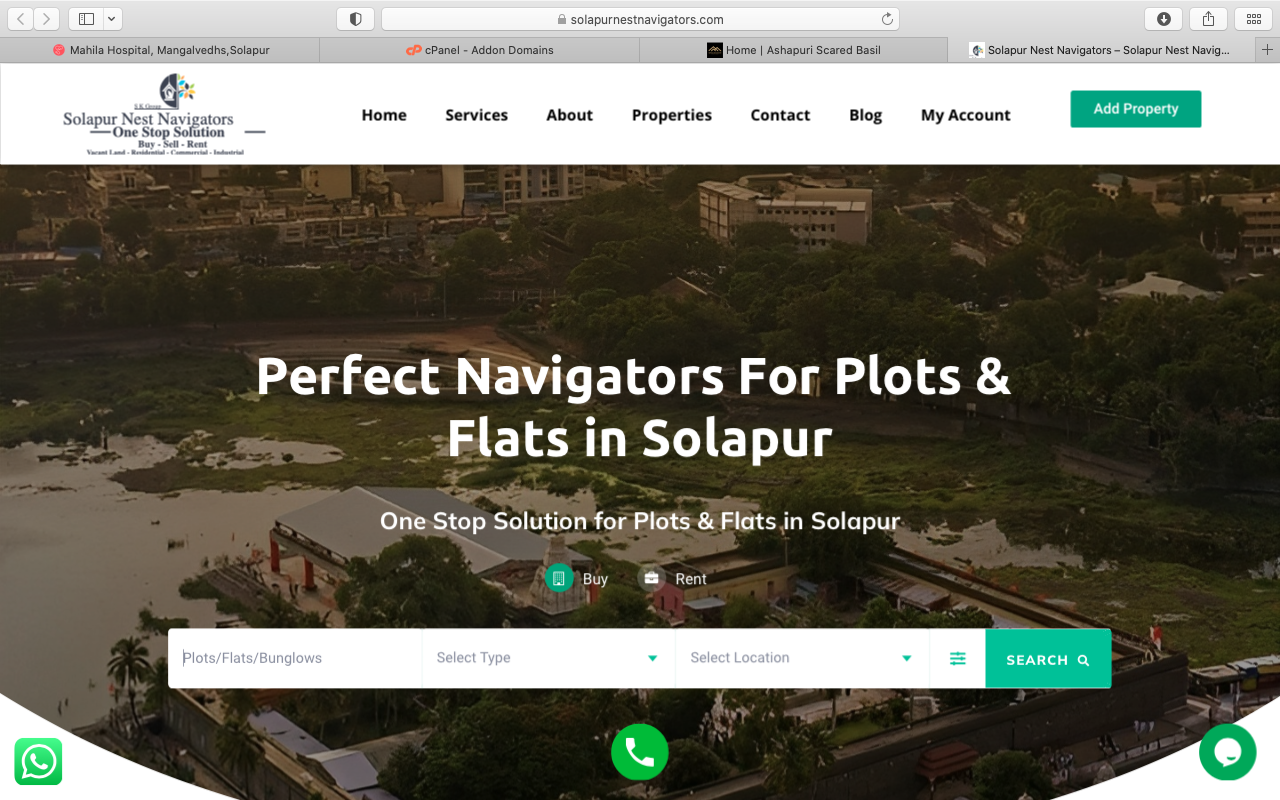 solapurnestnavigators.com
Mahila Hospital, Mangalvedhs,Solapur
cPanel - Addon Domains
Home | Ashapuri Scared Basil
Solapur Nest Navigators – Solapur Nest Navig...
S K Group
Solapur Nest Navigators
One Stop Solution
Buy - Sell - Rent
Vacant Land - Residential - Commercial - Industrial
Home
Services
About
Properties
Contact
Blog
My Account
Add Property
Perfect Navigators For Plots &
Flats in Solapur
One Stop Solution for Plots & Flats in Solapur
Buy
Rent
Plots/Flats/Bunglows
Select Type
Select Location
SEARCH